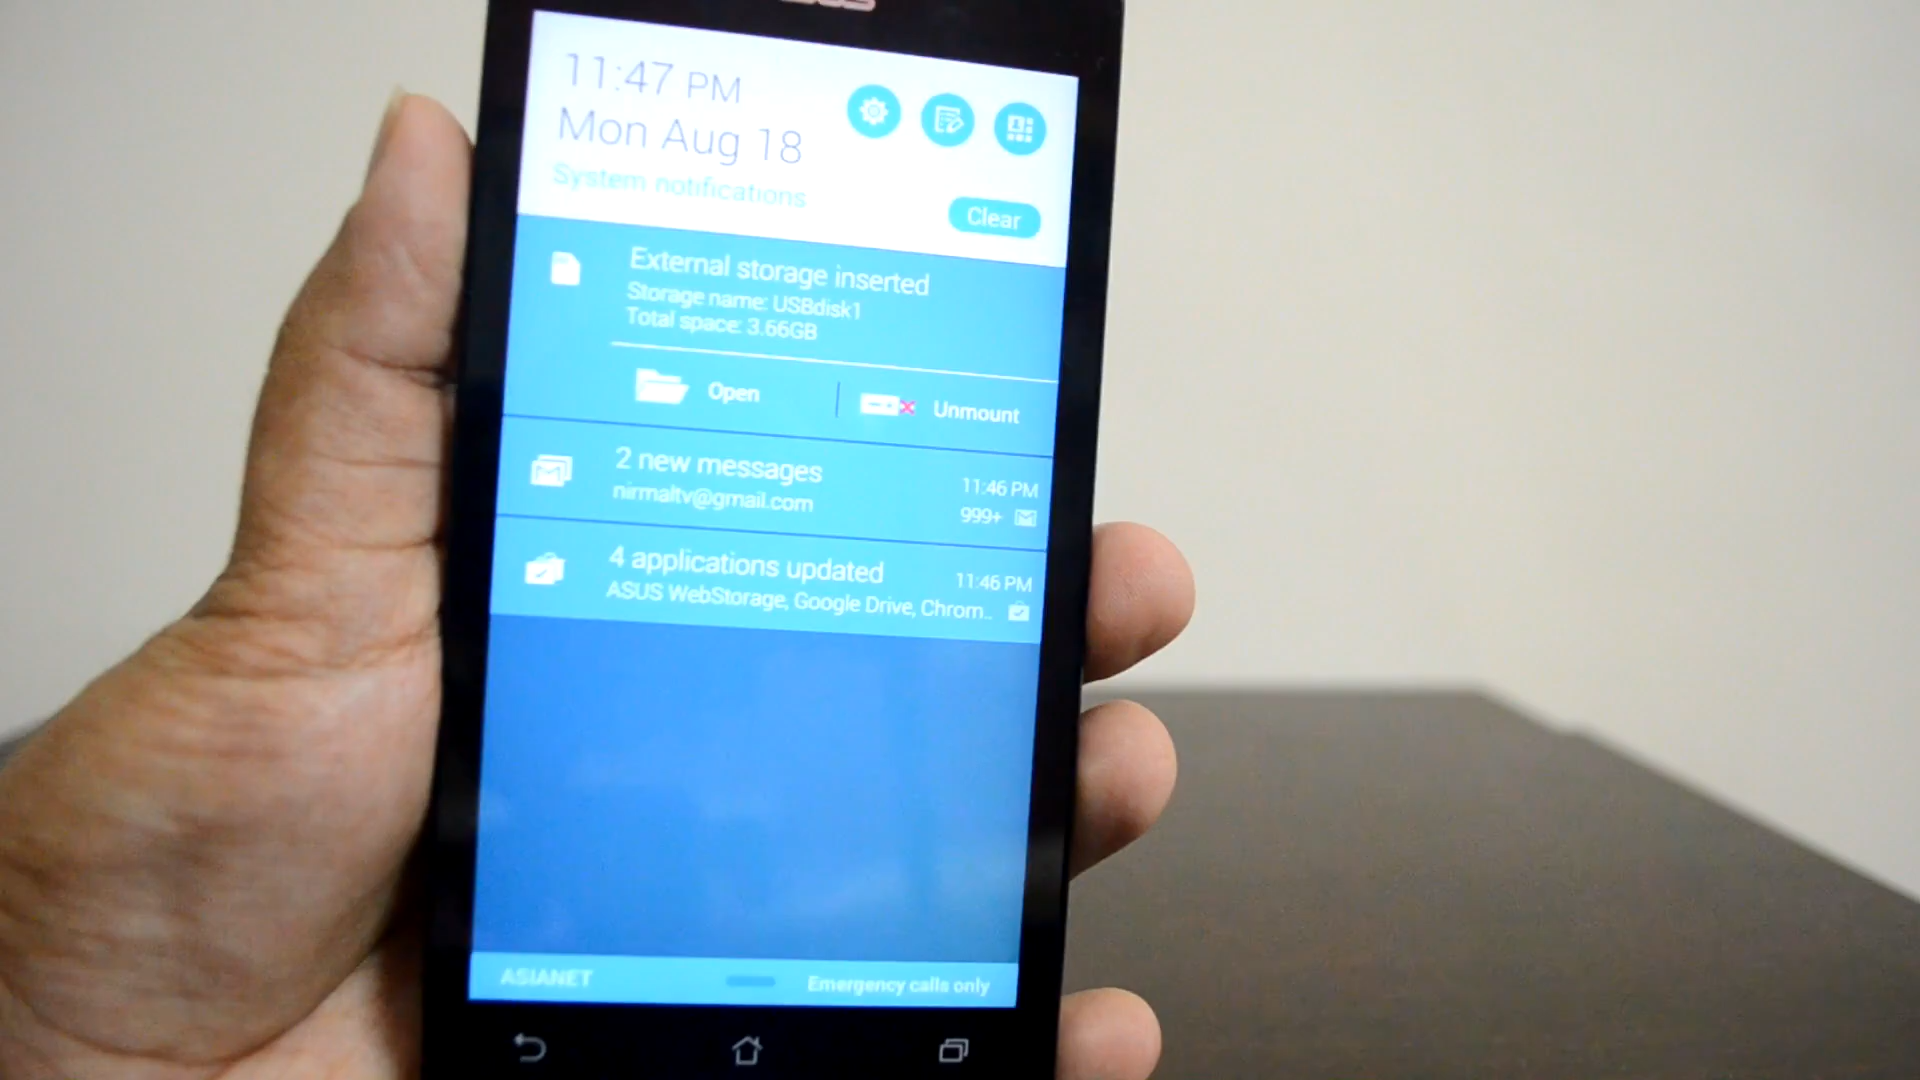 11:47 PM
Mon Aug 18
System notifications
Clear
External storage inserted
Storage name: USBdisk1
Total space: 3.66GB
Open
Unmount
2 new messages
11:46 PM
nirmaltv@gmail.com
999+
4 applications updated
11:46 PM
ASUS WebStorage, Google Drive, Chrom..
ASIANET
Emergency calls only